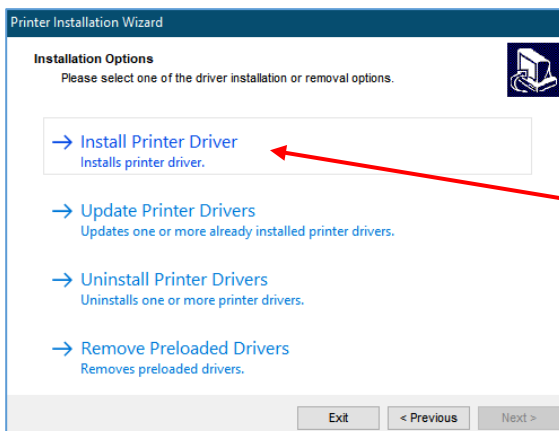 Printer Installation Wizard
Installation Options
Please select one of the driver installation or removal options.
Install Printer Driver
Installs printer driver.
Update Printer Drivers
Updates one or more already installed printer drivers.
Uninstall Printer Drivers
Uninstalls one or more printer drivers.
Remove Preloaded Drivers
Removes preloaded drivers.
Exit < Previous Next >